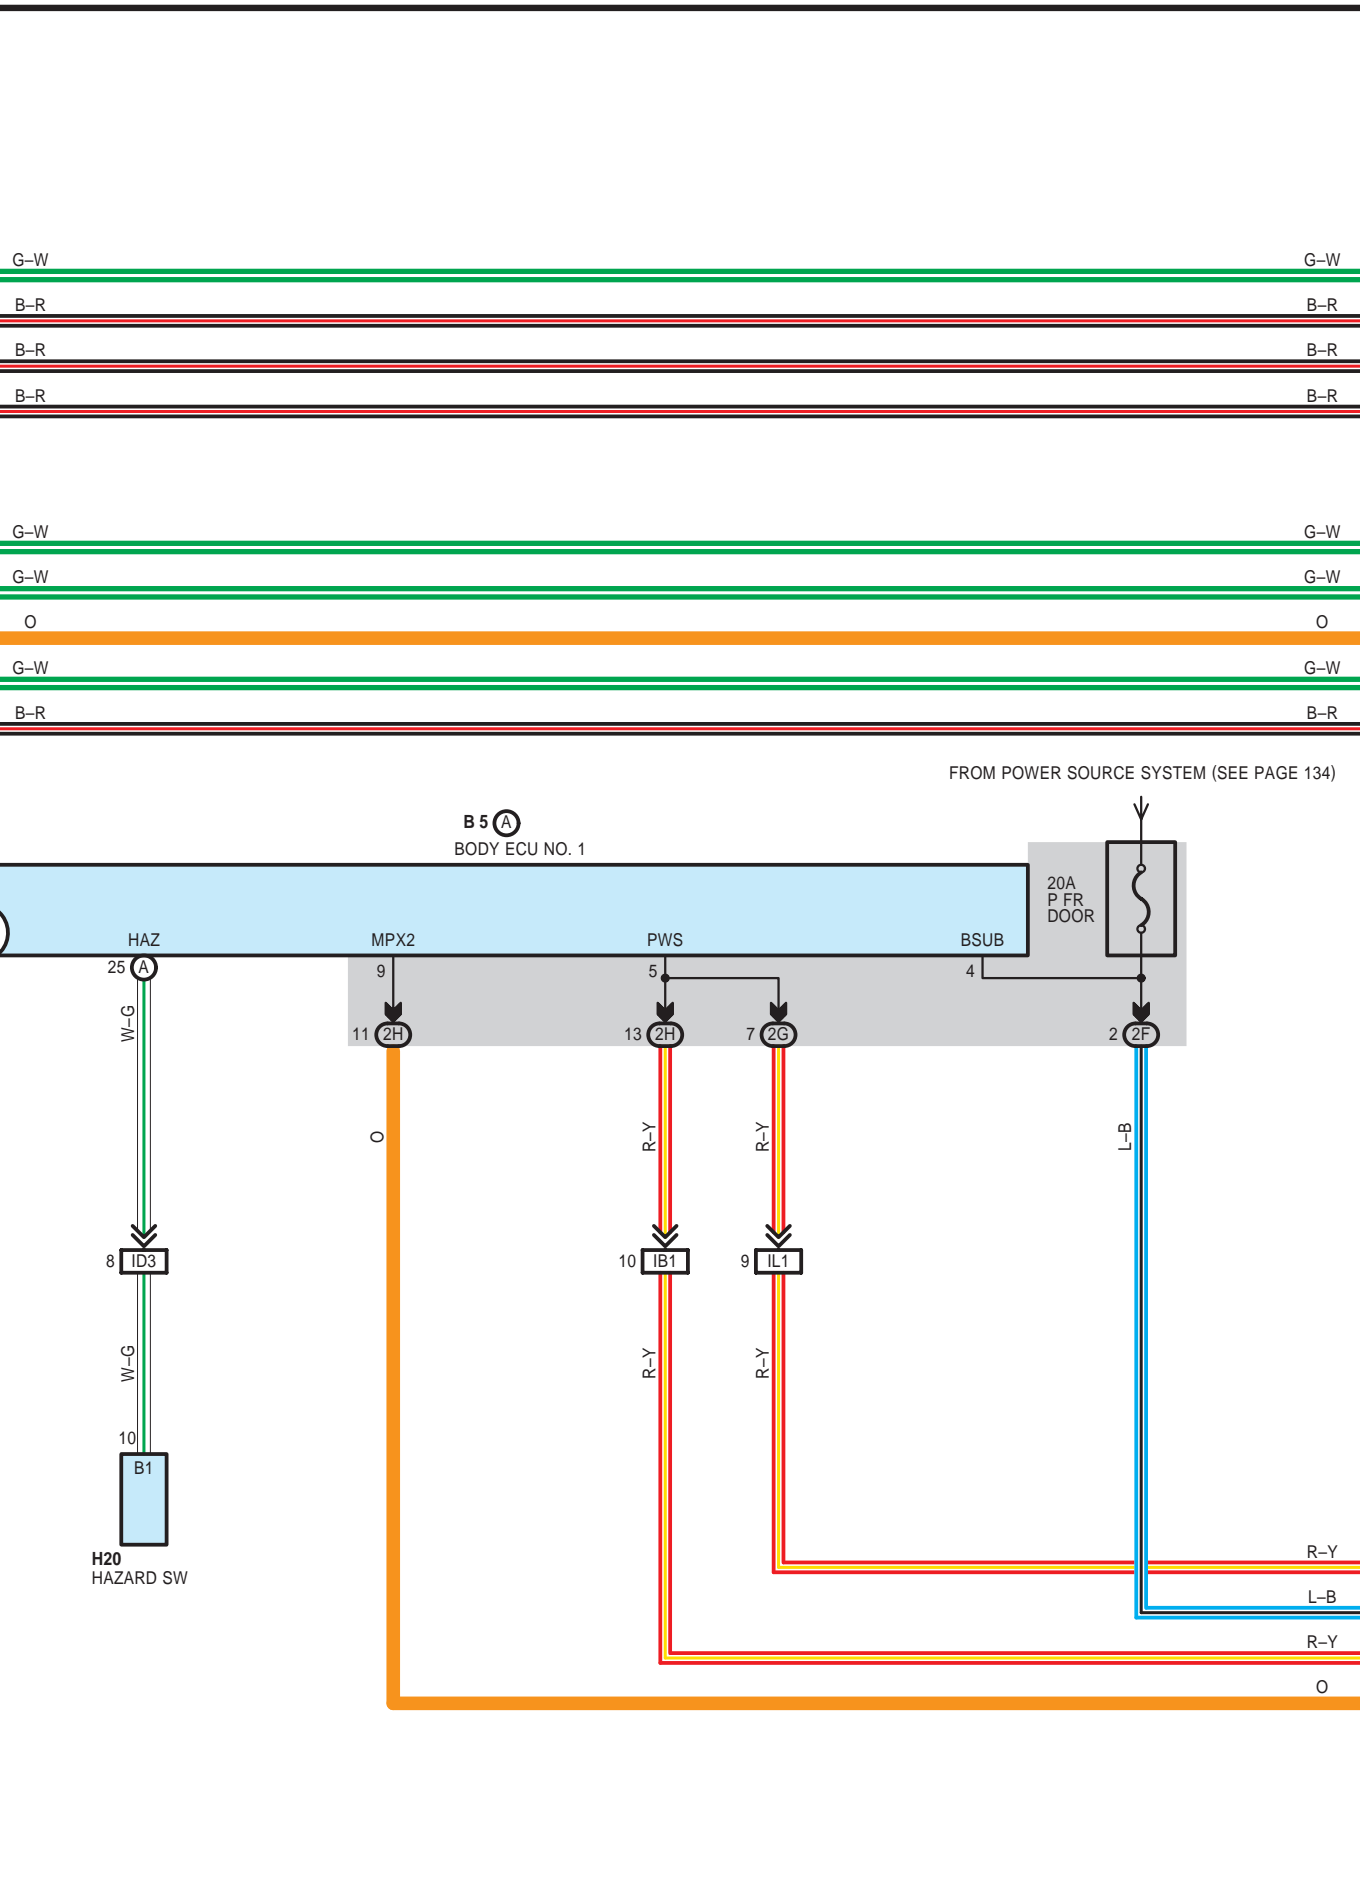 G–W G–W
B–R B–R
B–R B–R
B–R B–R
G–W G–W
G–W G–W
O O
G–W G–W
B–R B–R
FROM POWER SOURCE SYSTEM (SEE PAGE 134)
B 5 A
BODY ECU NO. 1
20A
P FR
DOOR
HAZ MPX2 PWS BSUB
25 A 9 5 4
W–G
11 2H 13 2H 7 2G 2 2F
O R–Y R–Y L–B
8 ID3 10 IB1 9 IL1
W–G R–Y R–Y
10
B1
H20
HAZARD SW
R–Y
L–B
R–Y
O